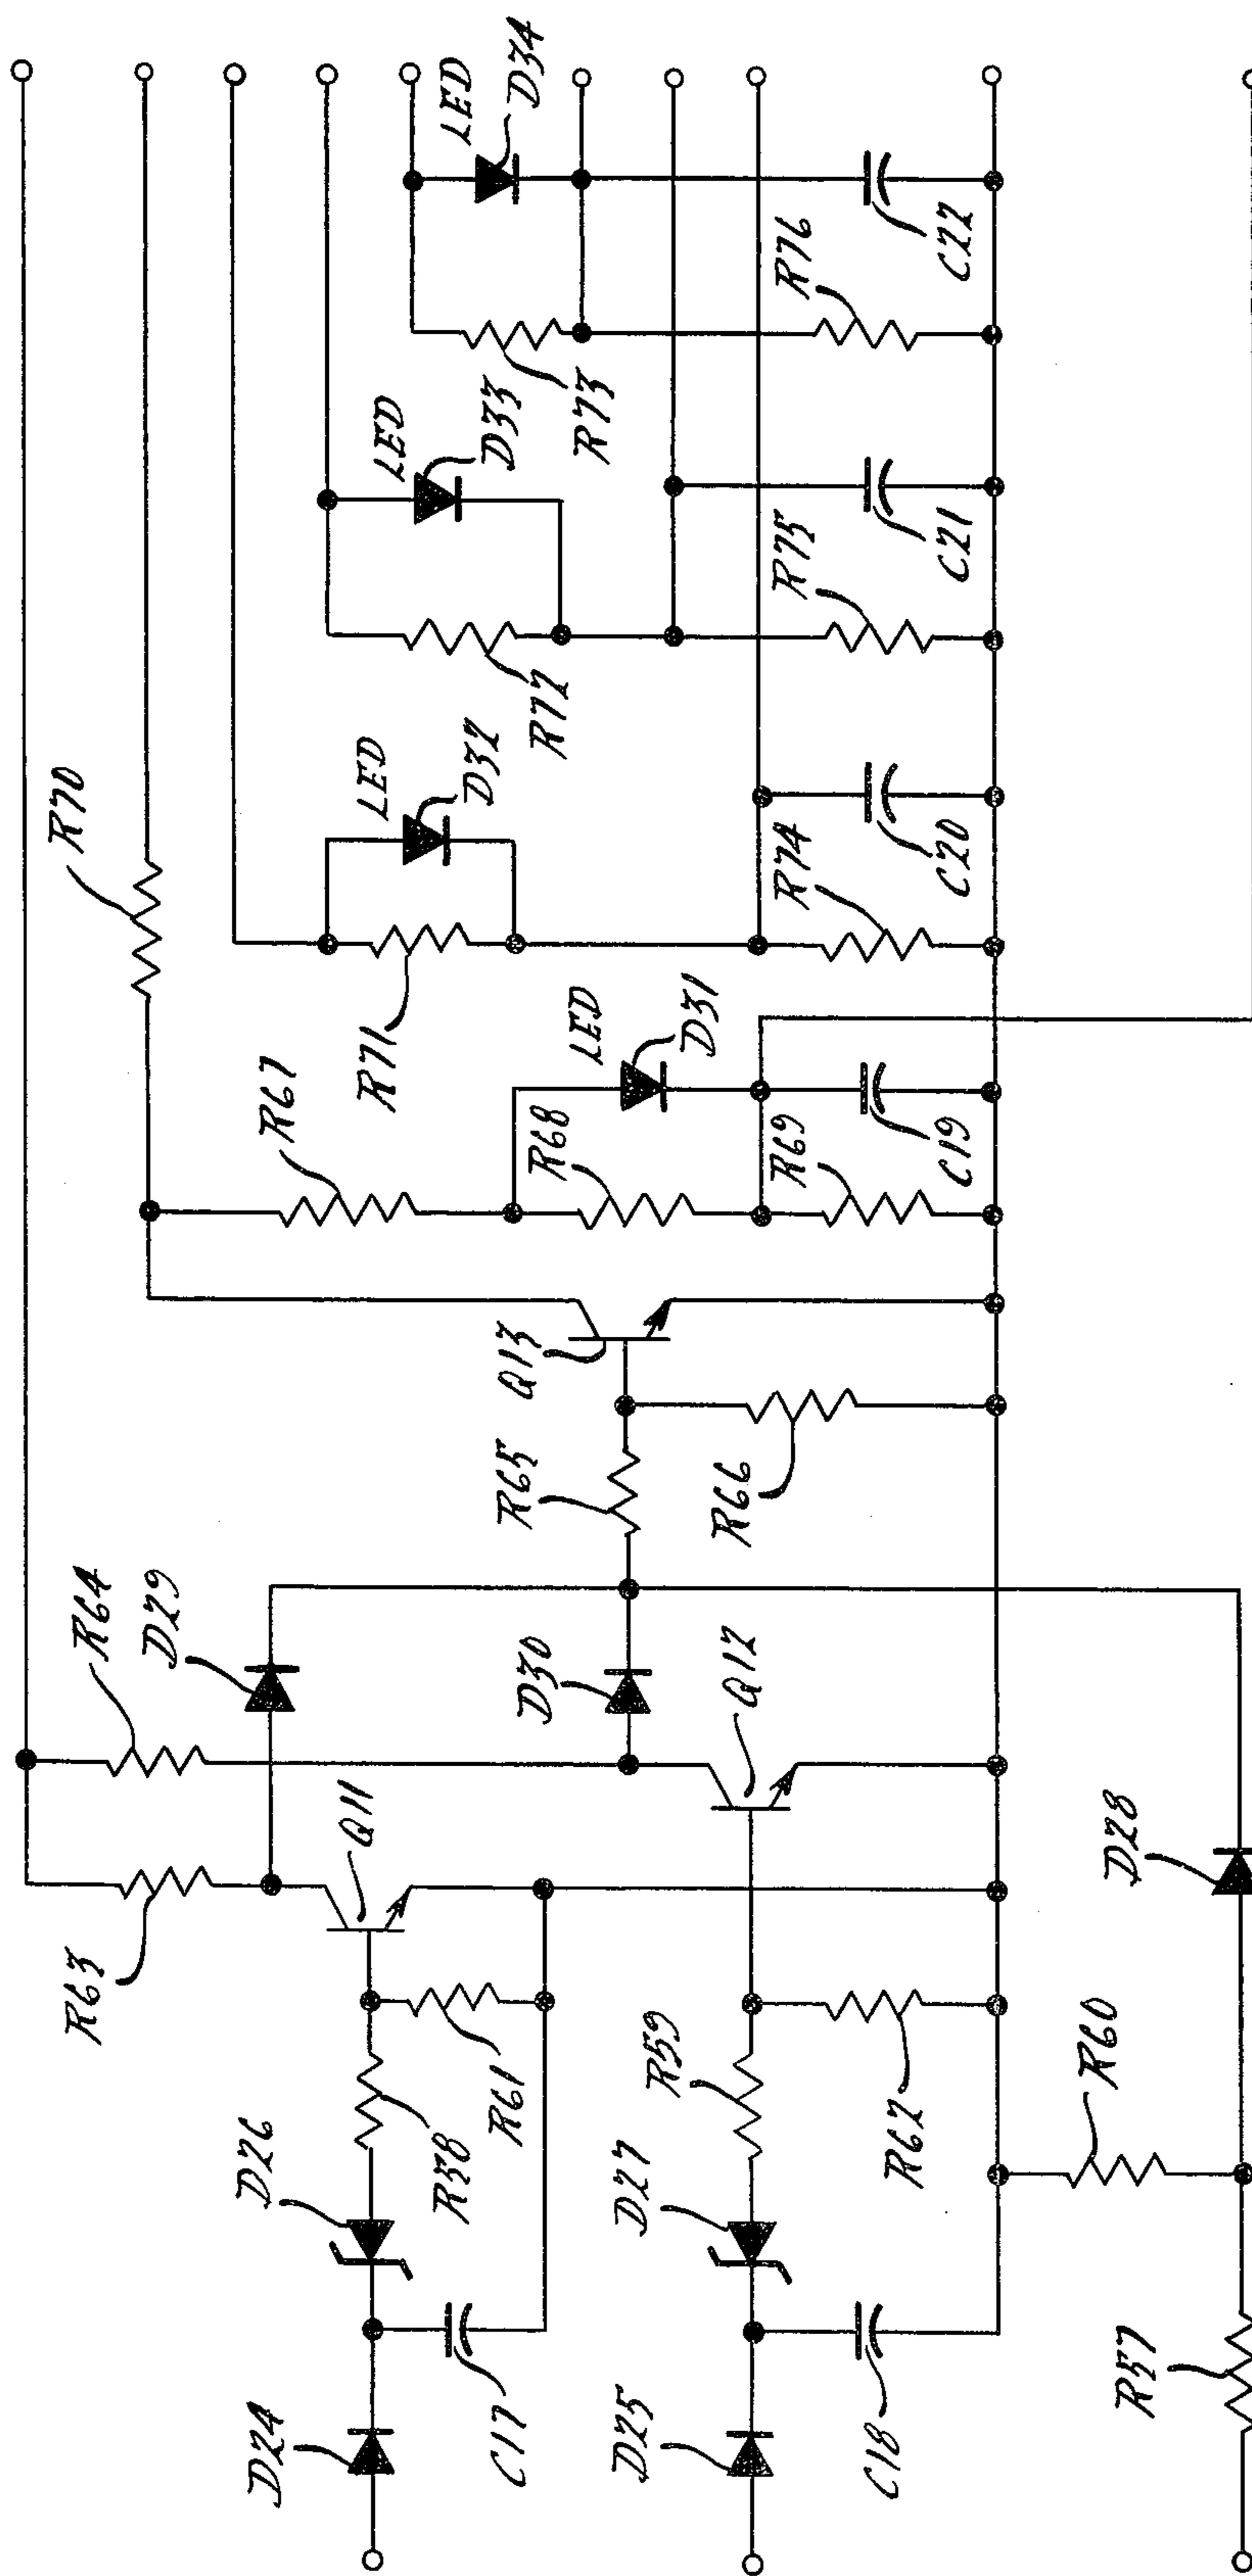 R63
R64
R70
D29
D24
D26
Q11
R67
R71
LED
D32
LED
D33
LED
D34
C17
R58
R61
D30
R65
Q13
R68
LED
D31
R72
R73
D25
D27
R59
Q12
R66
R69
R74
R75
R76
C18
R62
C19
C20
C21
C22
R57
R60
D28